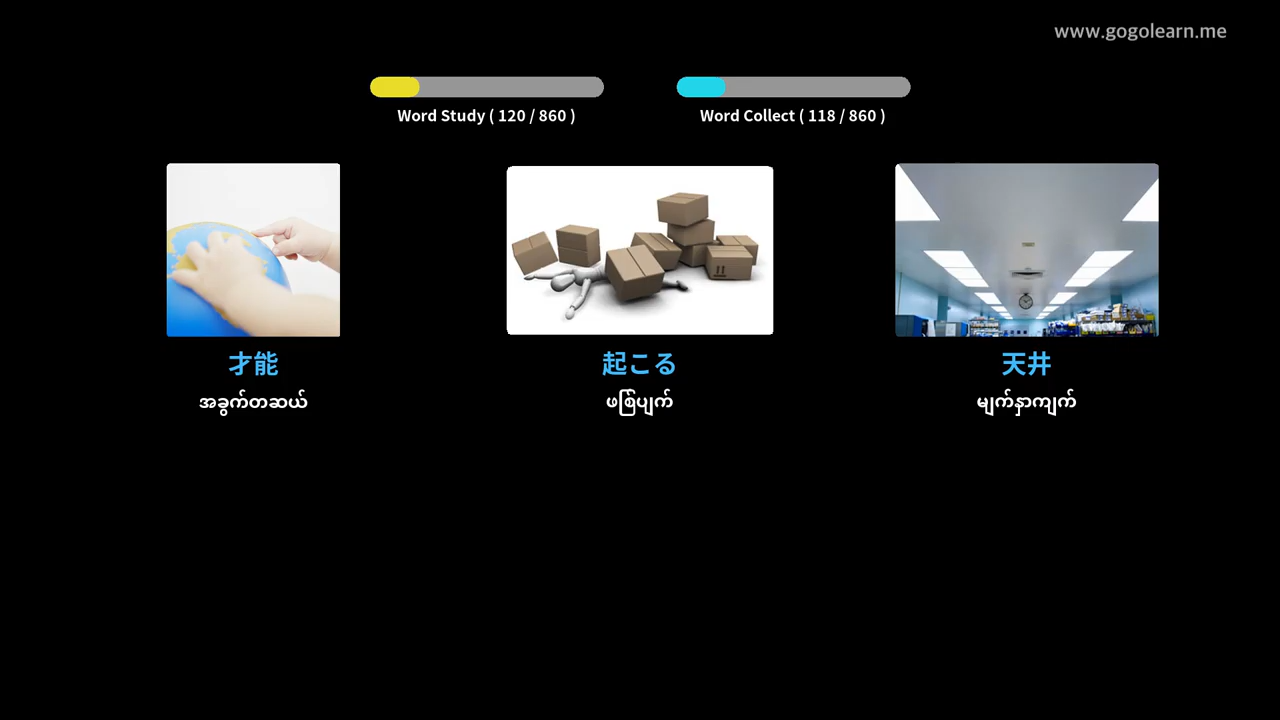 www.gogolearn.me
Word Study ( 120 / 860 )
Word Collect ( 118 / 860 )
才能
起こる
天井
အခွက်တဆယ်
ဖစ်ြပျက်
မျက်နှာကျက်